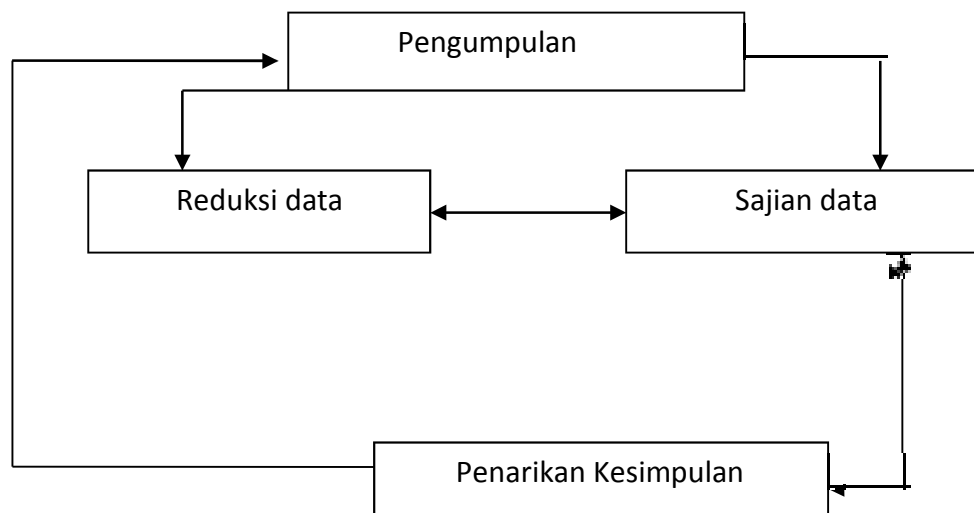 Pengumpulan
Reduksi data
Sajian data
Penarikan Kesimpulan